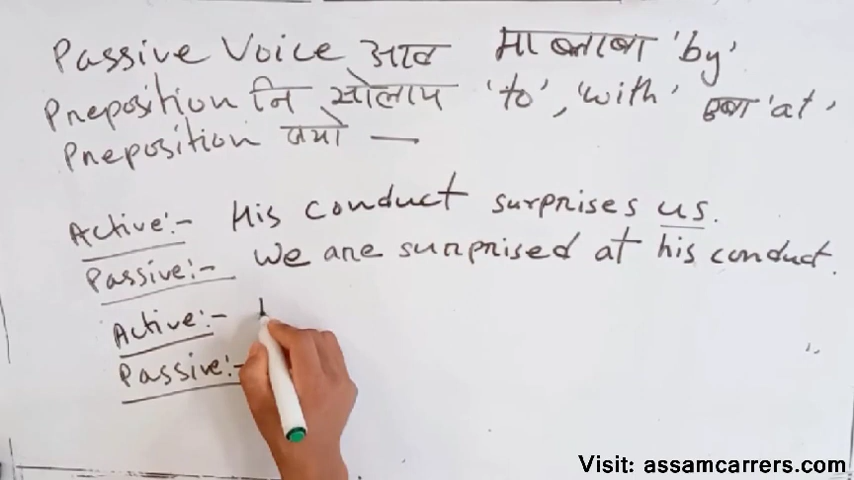 Passive Voice आव माब्लाबा 'by'
Preposition नि सोलाय 'to', 'with' एबा 'at'
Preposition जायो —
Active:- His conduct surprises us.
Passive:- We are surprised at his conduct.
Active:-
Passive:-
Visit: assamcarrers.com/